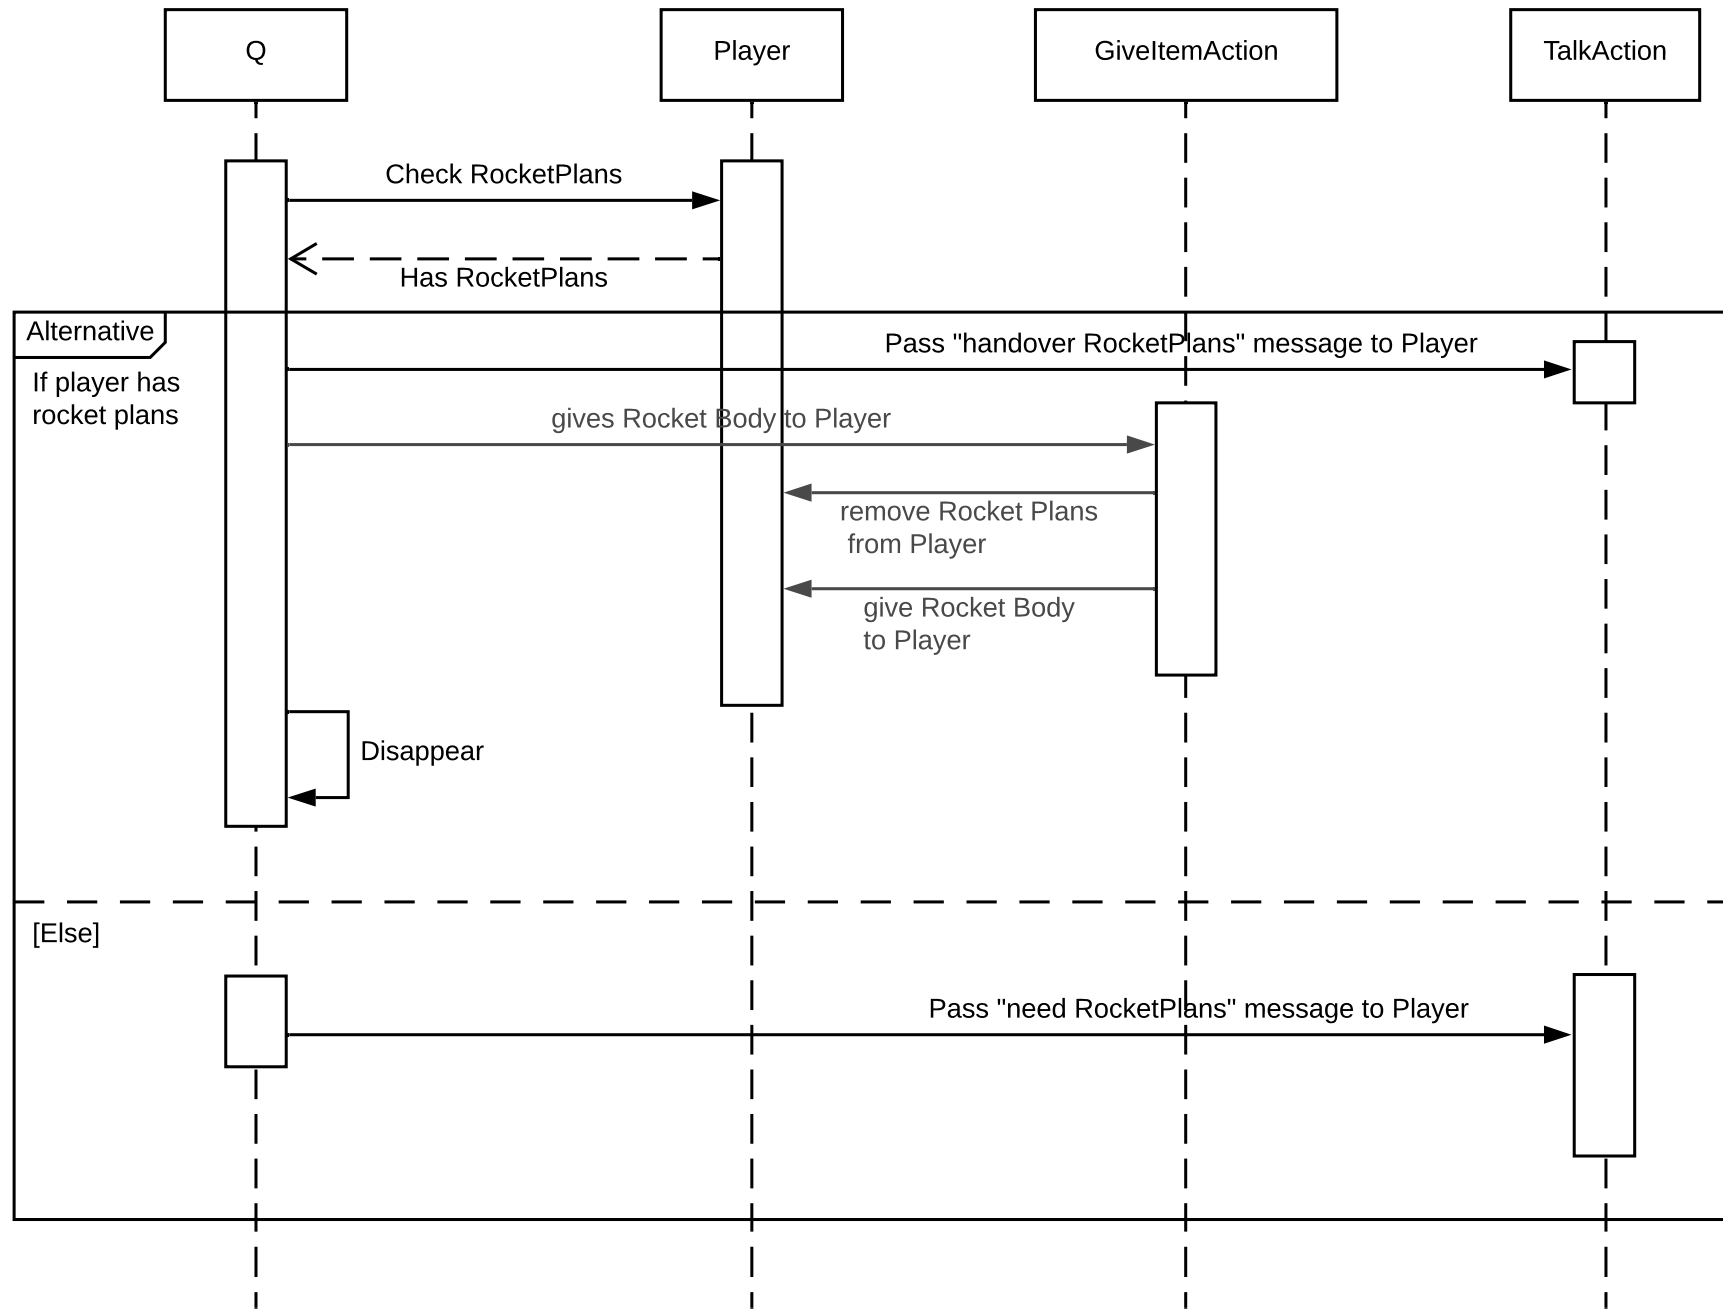 Q
Player
GiveItemAction
TalkAction
Check RocketPlans
Has RocketPlans
Alternative
If player has
rocket plans
Pass "handover RocketPlans" message to Player
gives Rocket Body to Player
remove Rocket Plans
from Player
give Rocket Body
to Player
Disappear
[Else]
Pass "need RocketPlans" message to Player